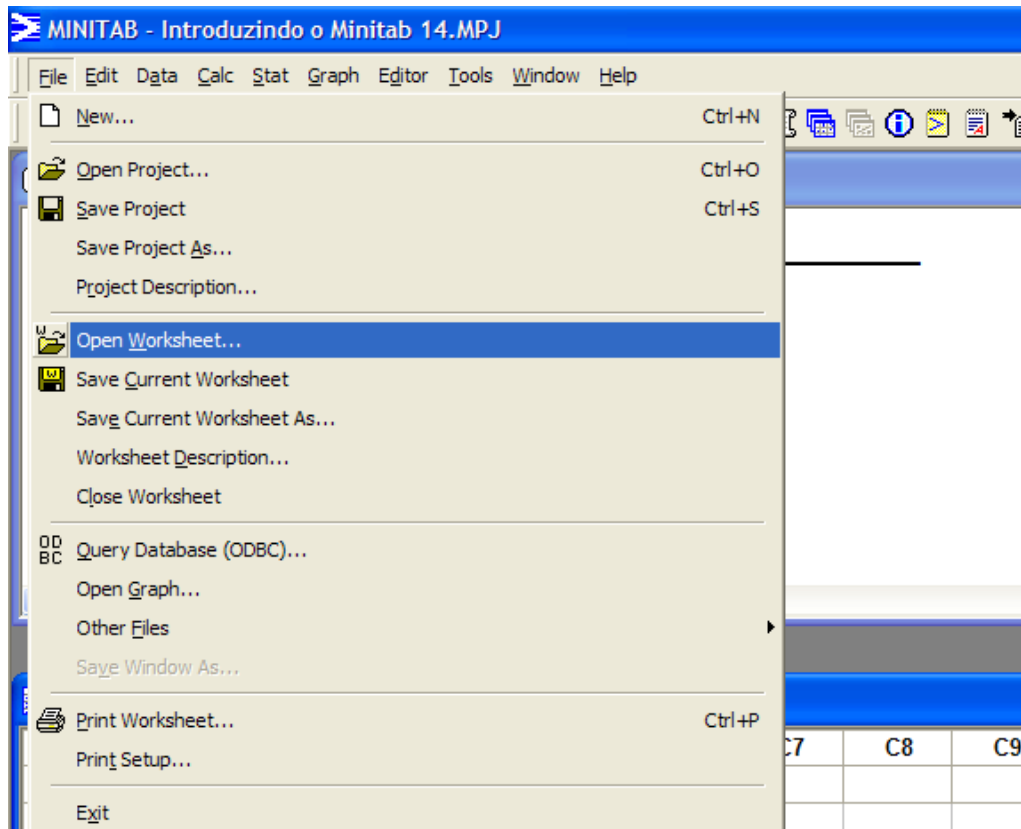 MINITAB - Introduzindo o Minitab 14.MPJ
File Edit Data Calc Stat Graph Editor Tools Window Help
New... Ctrl+N
Open Project... Ctrl+O
Save Project Ctrl+S
Save Project As...
Project Description...
Open Worksheet...
Save Current Worksheet
Save Current Worksheet As...
Worksheet Description...
Close Worksheet
OD BC Query Database (ODBC)...
Open Graph...
Other Files
Save Window As...
Print Worksheet... Ctrl+P
Print Setup...
C7 C8 C9
Exit